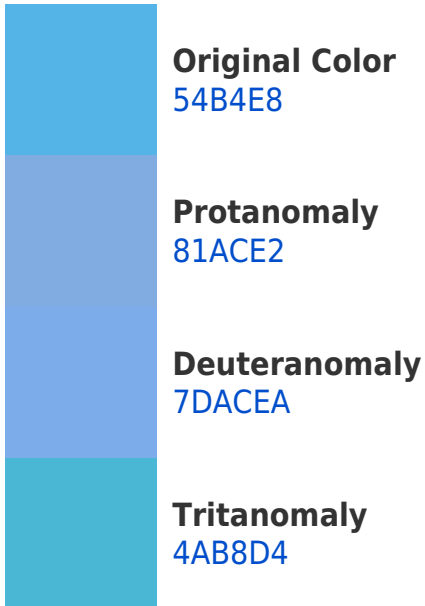 Original Color
54B4E8
Protanomaly
81ACE2
Deuteranomaly
7DACEA
Tritanomaly
4AB8D4